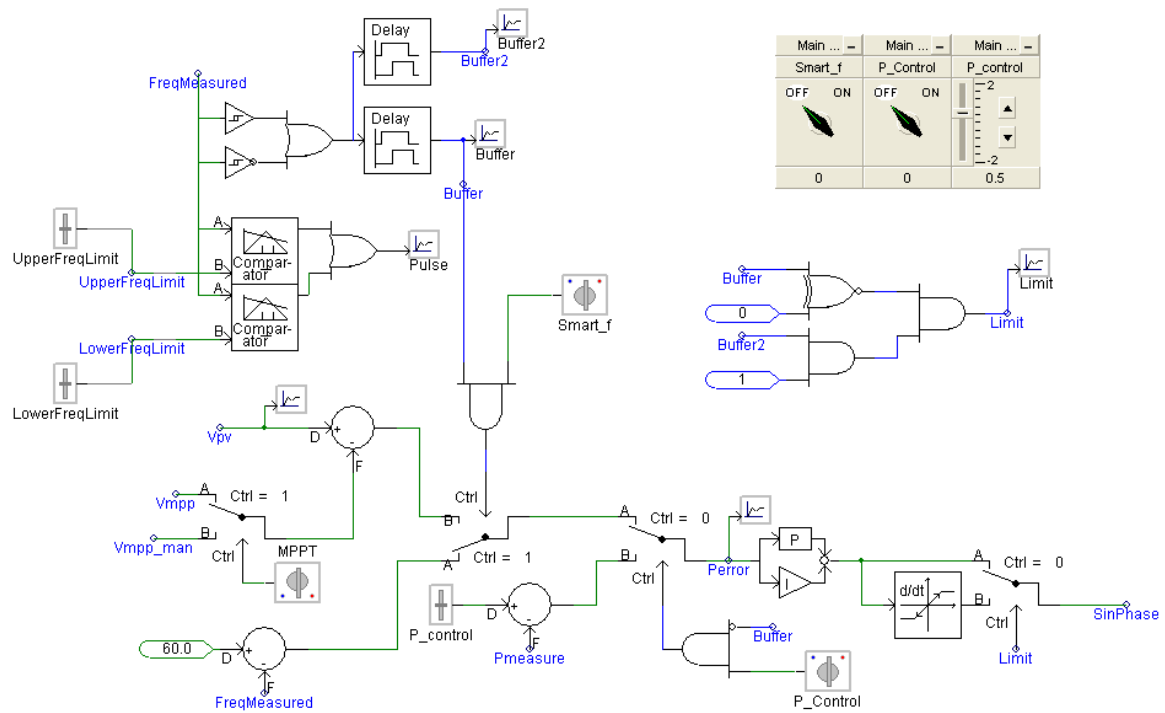 Delay
Buffer2
Buffer2
FreqMeasured
Delay
Buffer
Buffer
Main ...
Main ...
Main ...
Smart_f
P_Control
P_control
OFF ON
OFF ON
2
-2
0
0
0.5
UpperFreqLimit
UpperFreqLimit
A
B
Compar-
ator
A
B
Compar-
ator
Pulse
LowerFreqLimit
LowerFreqLimit
Smart_f
Buffer
0
Buffer2
1
Limit
Limit
Vpv
D
+
-
F
Vmpp
A
Ctrl = 1
Vmpp_man
B
Ctrl
MPPT
Ctrl
B
Ctrl = 1
A
A
Ctrl = 0
B
Ctrl
Perror
P
I
P_control
D
+
-
F
Pmeasure
60.0
D
+
-
F
FreqMeasured
Buffer
P_Control
d/dt
A
Ctrl = 0
B
Ctrl
Limit
SinPhase